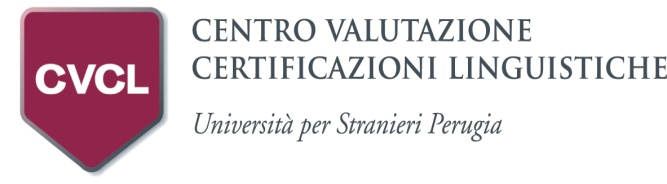 CVCL
CENTRO VALUTAZIONE
CERTIFICAZIONI LINGUISTICHE
Università per Stranieri Perugia